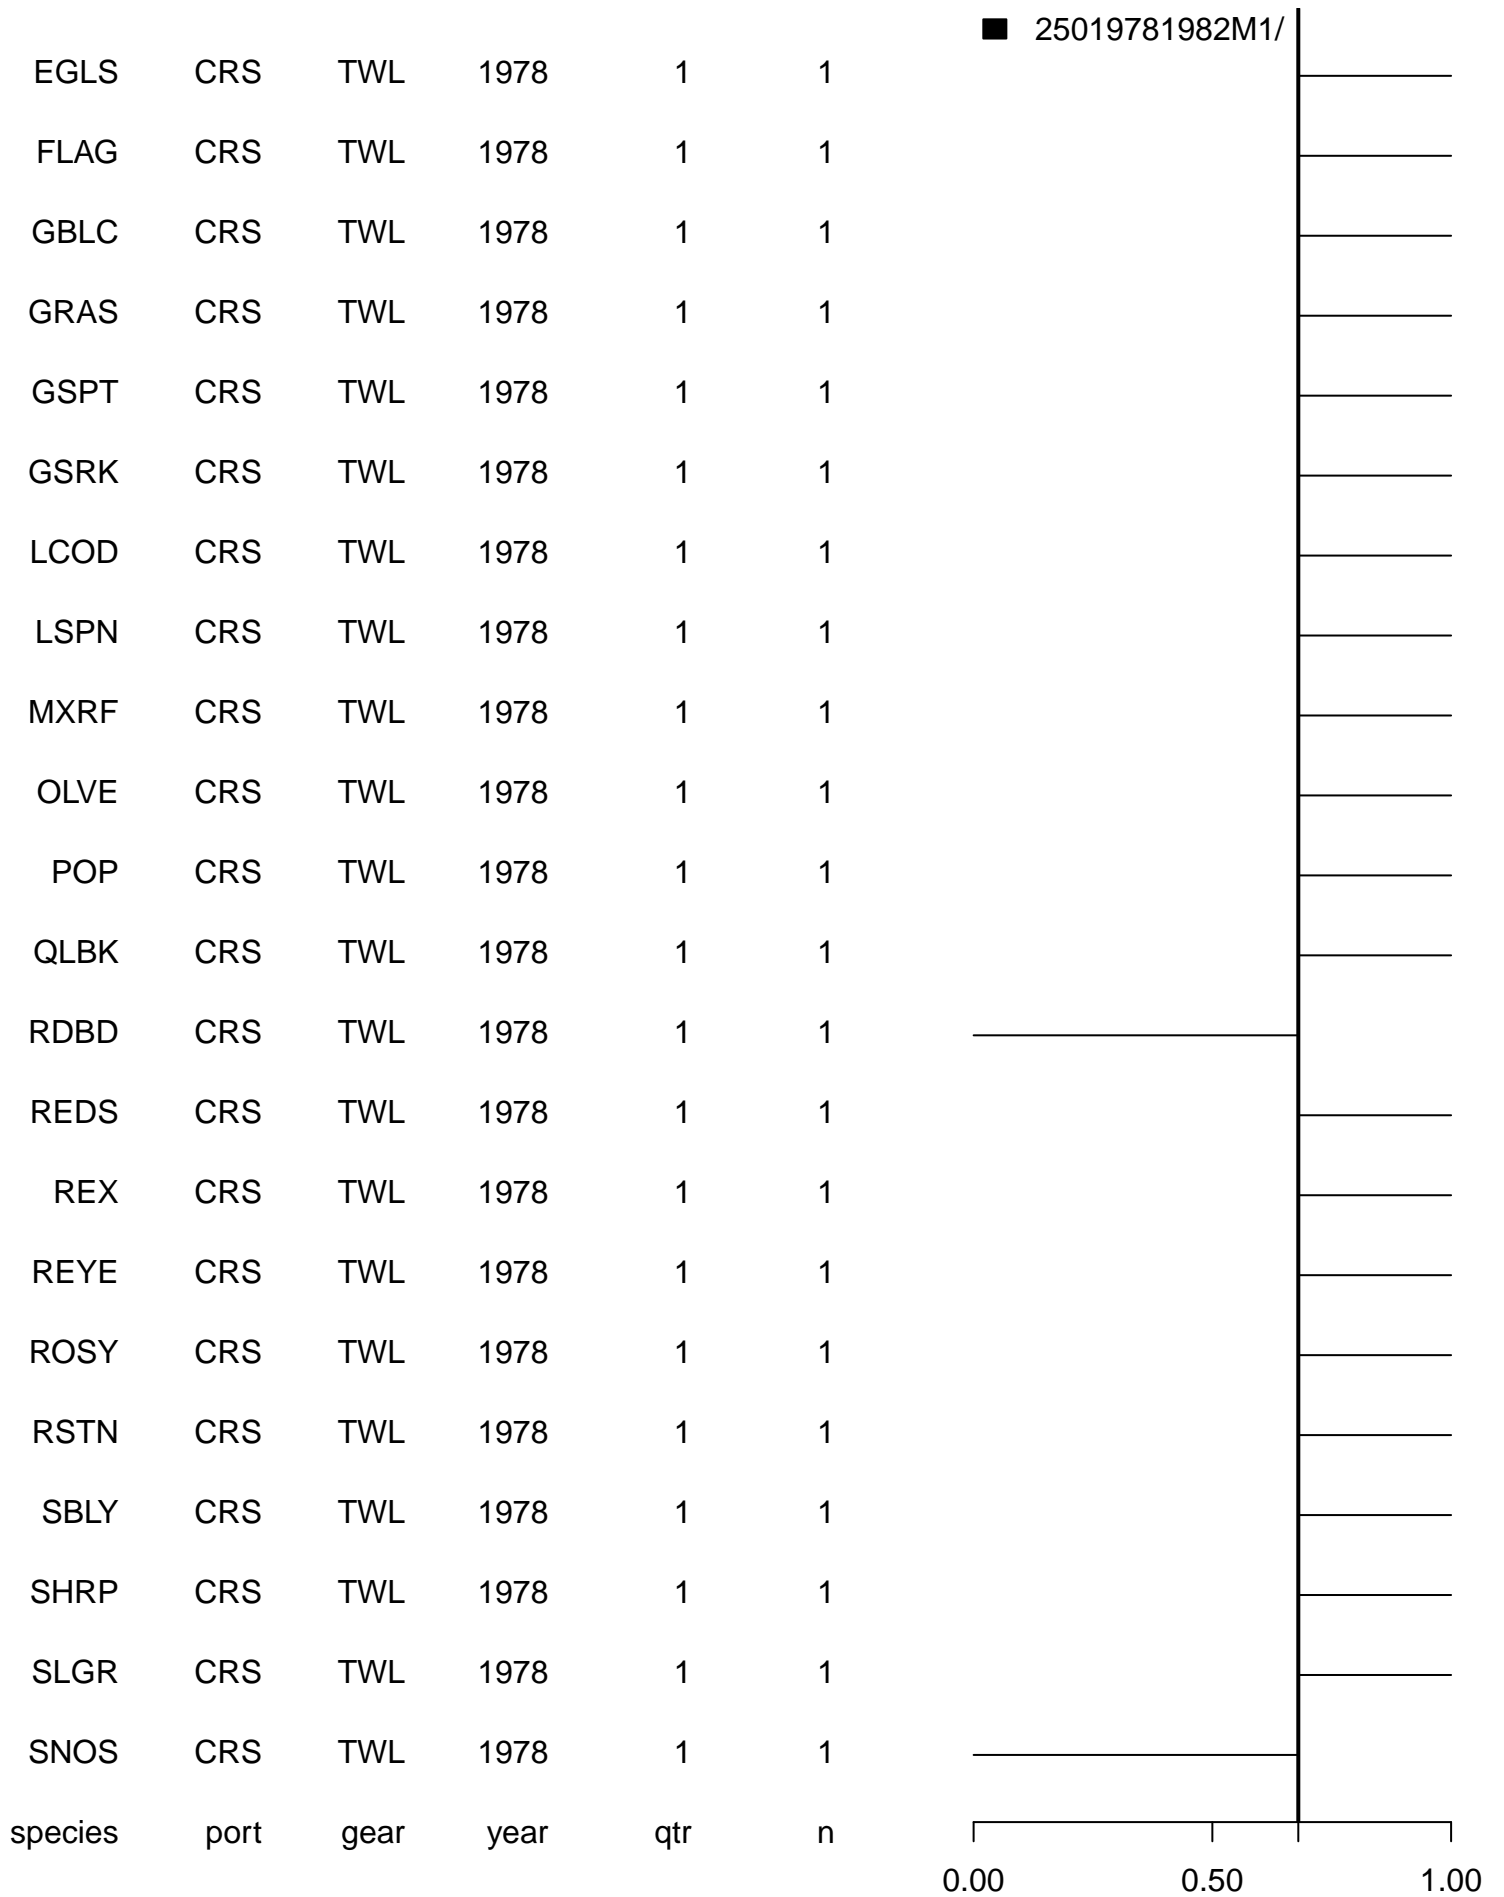 25019781982M1/
EGLS CRS TWL 1978 1 1
FLAG CRS TWL 1978 1 1
GBLC CRS TWL 1978 1 1
GRAS CRS TWL 1978 1 1
GSPT CRS TWL 1978 1 1
GSRK CRS TWL 1978 1 1
LCOD CRS TWL 1978 1 1
LSPN CRS TWL 1978 1 1
MXRF CRS TWL 1978 1 1
OLVE CRS TWL 1978 1 1
POP CRS TWL 1978 1 1
QLBK CRS TWL 1978 1 1
RDBD CRS TWL 1978 1 1
REDS CRS TWL 1978 1 1
REX CRS TWL 1978 1 1
REYE CRS TWL 1978 1 1
ROSY CRS TWL 1978 1 1
RSTN CRS TWL 1978 1 1
SBLY CRS TWL 1978 1 1
SHRP CRS TWL 1978 1 1
SLGR CRS TWL 1978 1 1
SNOS CRS TWL 1978 1 1
species port gear year qtr n
0.00 0.50 1.00